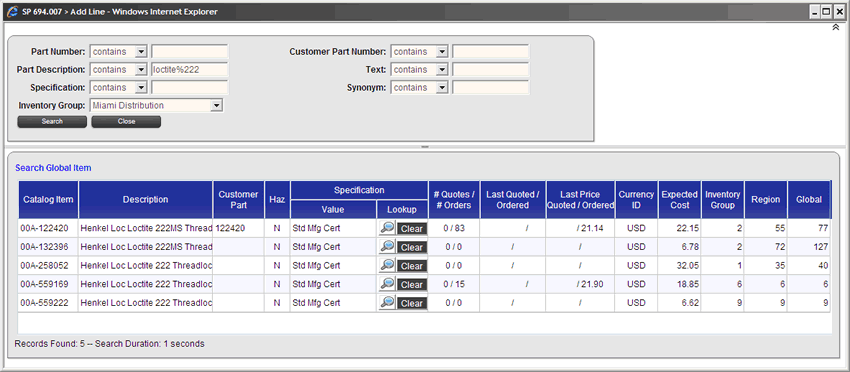 SP 694.007 > Add Line - Windows Internet Explorer
Part Number: contains Customer Part Number: contains
Part Description: contains loctite%222 Text: contains
Specification: contains Synonym: contains
Inventory Group: Miami Distribution
Search Close
Search Global Item
Catalog Item Description Customer Part Haz Specification Value Lookup # Quotes / # Orders Last Quoted / Ordered Last Price Quoted / Ordered Currency ID Expected Cost Inventory Group Region Global
00A-122420 Henkel Loc Loctite 222MS Thread 122420 N Std Mfg Cert Clear 0 / 83 / / 21.14 USD 22.15 2 55 77
00A-132396 Henkel Loc Loctite 222MS Thread N Std Mfg Cert Clear 0 / 0 / / USD 6.78 2 72 127
00A-258052 Henkel Loc Loctite 222 Threadloc N Std Mfg Cert Clear 0 / 0 / / USD 32.05 1 35 40
00A-559169 Henkel Loc Loctite 222 Threadloc N Std Mfg Cert Clear 0 / 15 / / 21.90 USD 18.85 6 6 6
00A-559222 Henkel Loc Loctite 222 Threadloc N Std Mfg Cert Clear 0 / 0 / / USD 6.62 9 9 9
Records Found: 5 -- Search Duration: 1 seconds